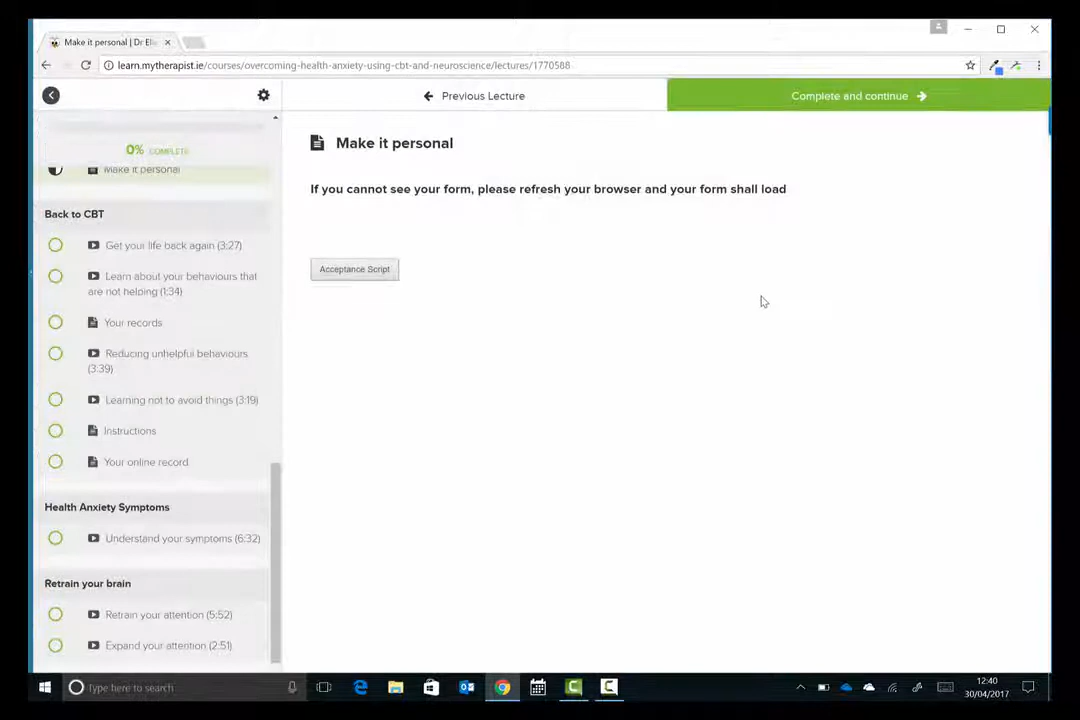 Make it personal | Dr Ela
learn.mytherapist.ie/courses/overcoming-health-anxiety-using-cbt-and-neuroscience/lectures/1770588
Previous Lecture
Complete and continue
0% COMPLETE
Make it personal
Back to CBT
Get your life back again (3:27)
Learn about your behaviours that
are not helping (1:34)
Your records
Reducing unhelpful behaviours
(3:39)
Learning not to avoid things (3:19)
Instructions
Your online record
Health Anxiety Symptoms
Understand your symptoms (6:32)
Retrain your brain
Retrain your attention (5:52)
Expand your attention (2:51)
Make it personal
If you cannot see your form, please refresh your browser and your form shall load
Acceptance Script
Type here to search
12:40
30/04/2017